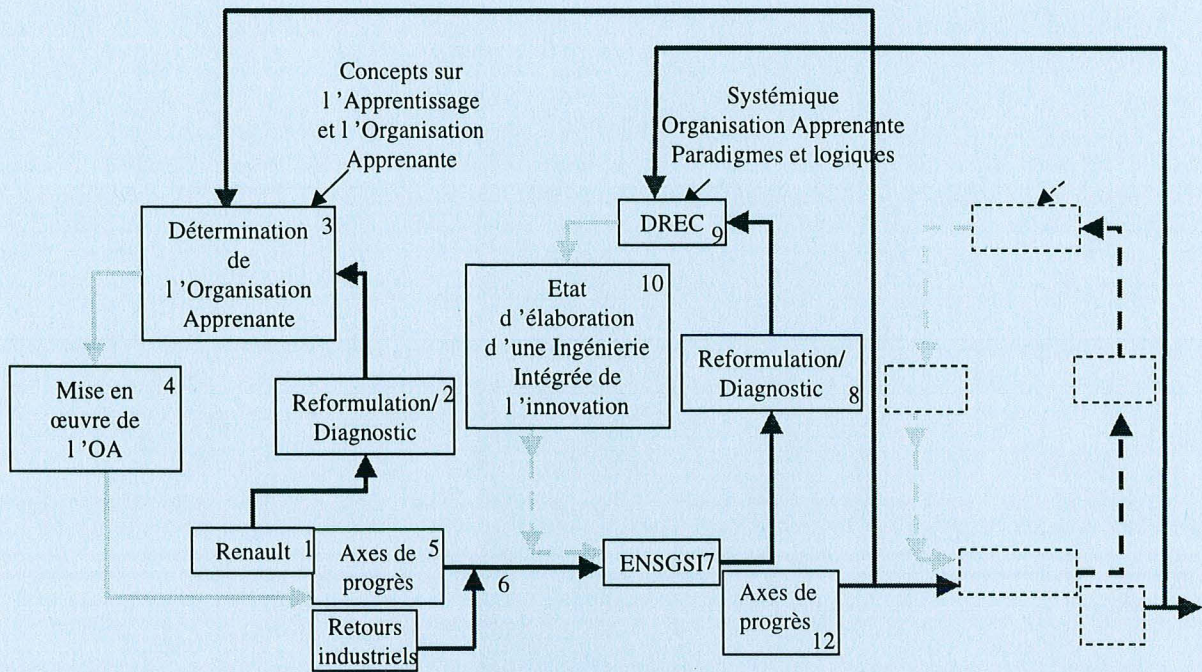 Concepts sur
l 'Apprentissage
et l 'Organisation
Apprenante
Systémique
Organisation Apprenante
Paradigmes et logiques
3
Détermination
de
l 'Organisation
Apprenante
DREC
9
10
Etat
d 'élaboration
d 'une Ingénierie
Intégrée de
l 'innovation
4
Mise en
œuvre de
l 'OA
Reformulation/
2
Diagnostic
Reformulation/
Diagnostic
8
Renault
1
Axes de
5
progrès
6
ENSGSI
7
Retours
industriels
Axes de
progrès
12